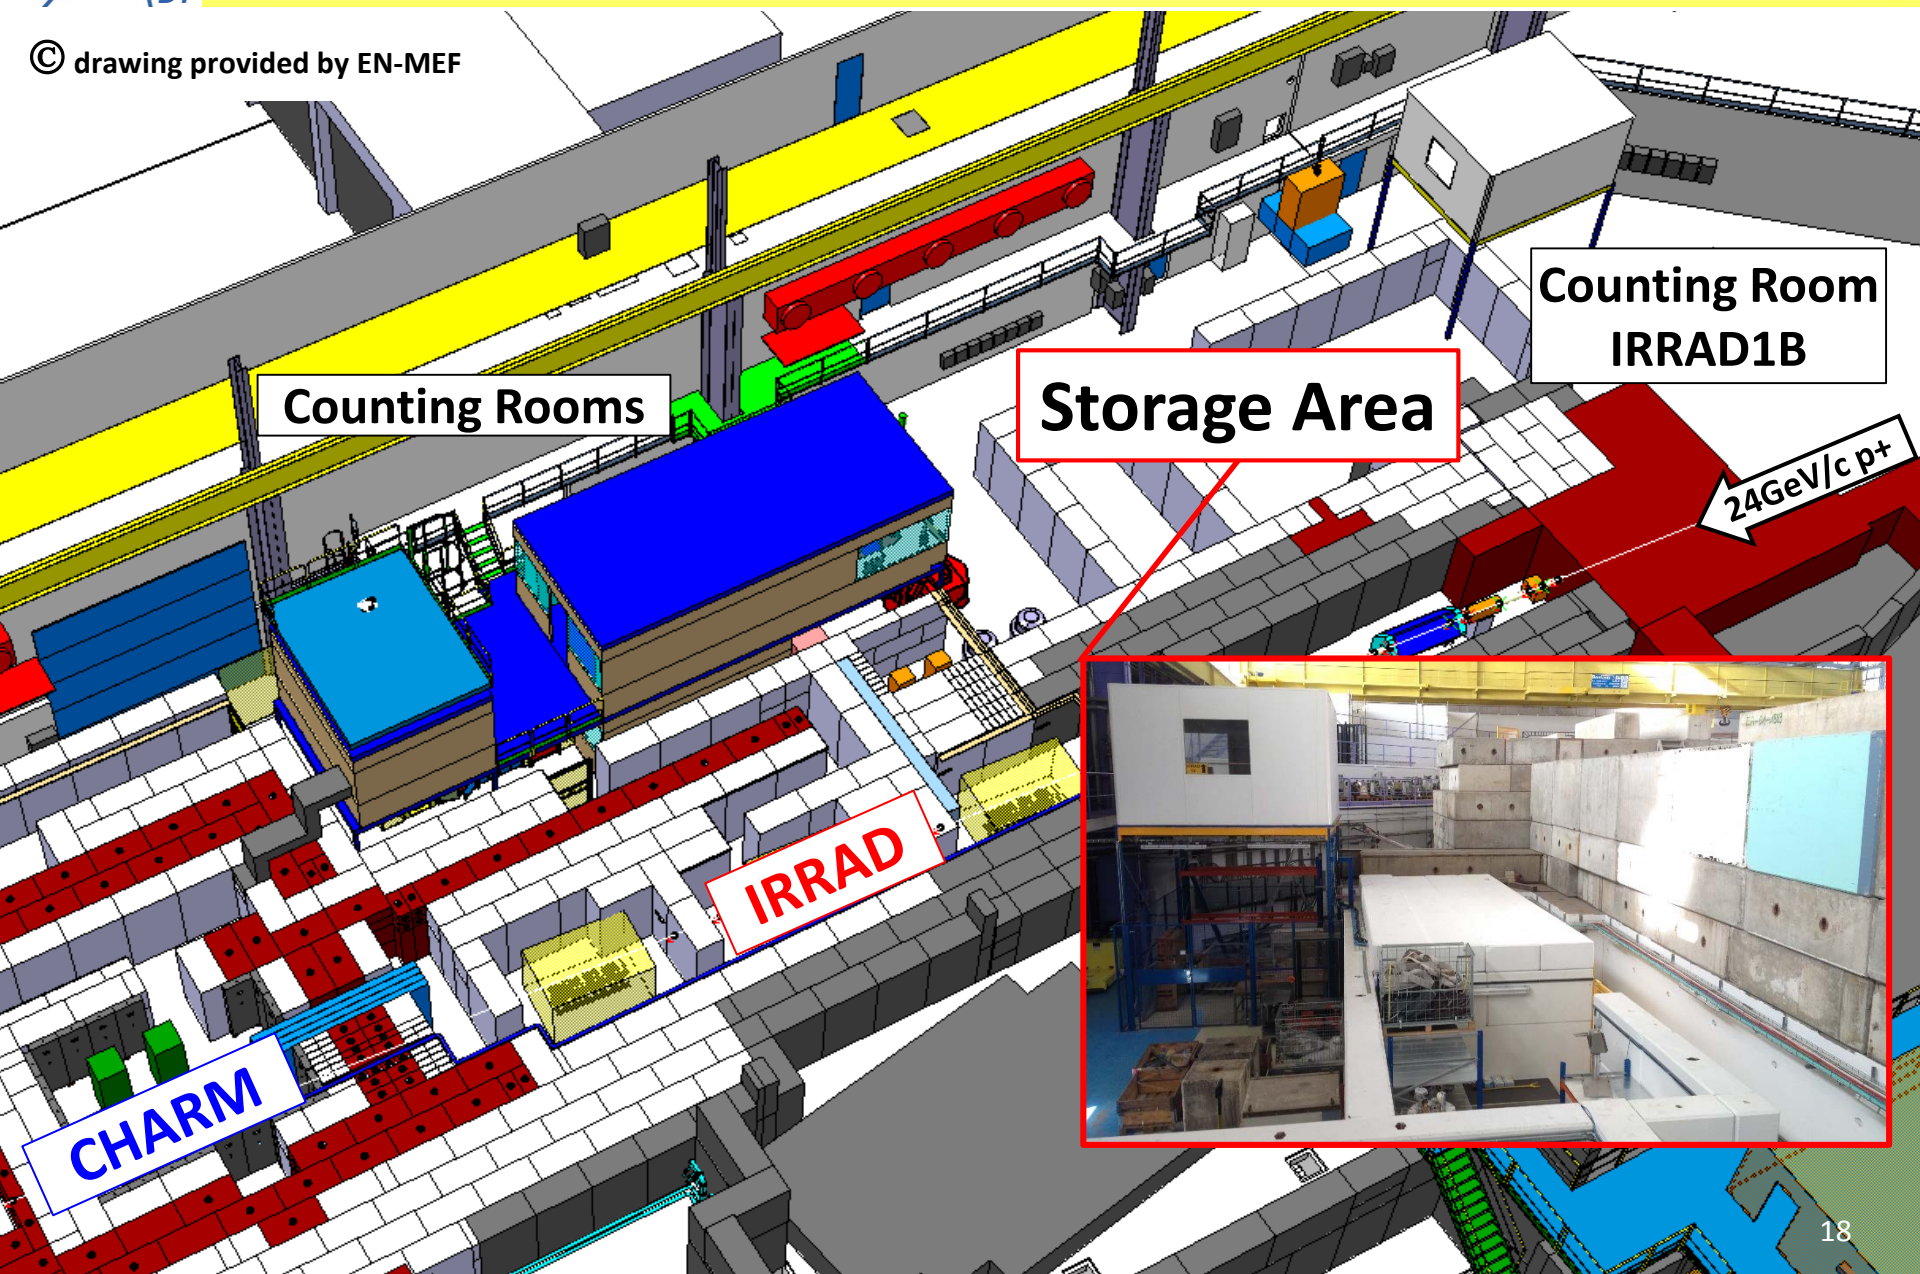 © drawing provided by EN-MEF
Counting Room
IRRAD1B
Storage Area
Counting Rooms
24GeV/c p+
IRRAD
CHARM
18